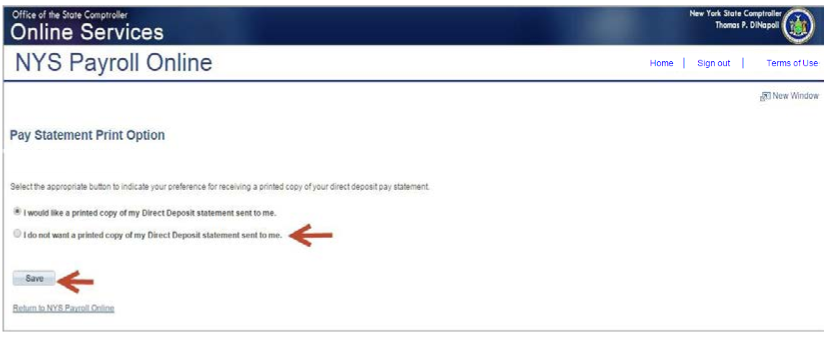 Office of the State Comptroller
Online Services
New York State Comptroller
Thomas P. DiNapoli
NYS Payroll Online
Home | Sign out | Terms of Use
New Window
Pay Statement Print Option
Select the appropriate button to indicate your preference for receiving a printed copy of your direct deposit pay statement.
I would like a printed copy of my Direct Deposit statement sent to me.
I do not want a printed copy of my Direct Deposit statement sent to me.
Save
Return to NYS Payroll Online